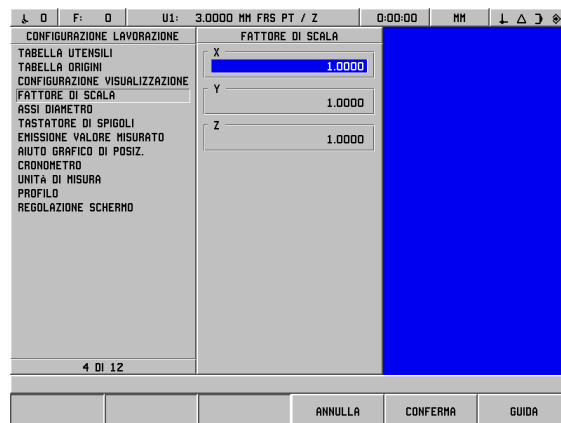 0 F: 0 U1: 3.0000 MM FRS PT / Z 0:00:00 MM
CONFIGURAZIONE LAVORAZIONE
TABELLA UTENSILI
TABELLA ORIGINI
CONFIGURAZIONE VISUALIZZAZIONE
FATTORE DI SCALA
ASSI DIAMETRO
TASTATORE DI SPIGOLI
EMISSIONE VALORE MISURATO
AIUTO GRAFICO DI POSIZ.
CRONOMETRO
UNITÀ DI MISURA
PROFILO
REGOLAZIONE SCHERMO
4 DI 12
FATTORE DI SCALA
X
1.0000
Y
1.0000
Z
1.0000
ANNULLA CONFERMA GUIDA